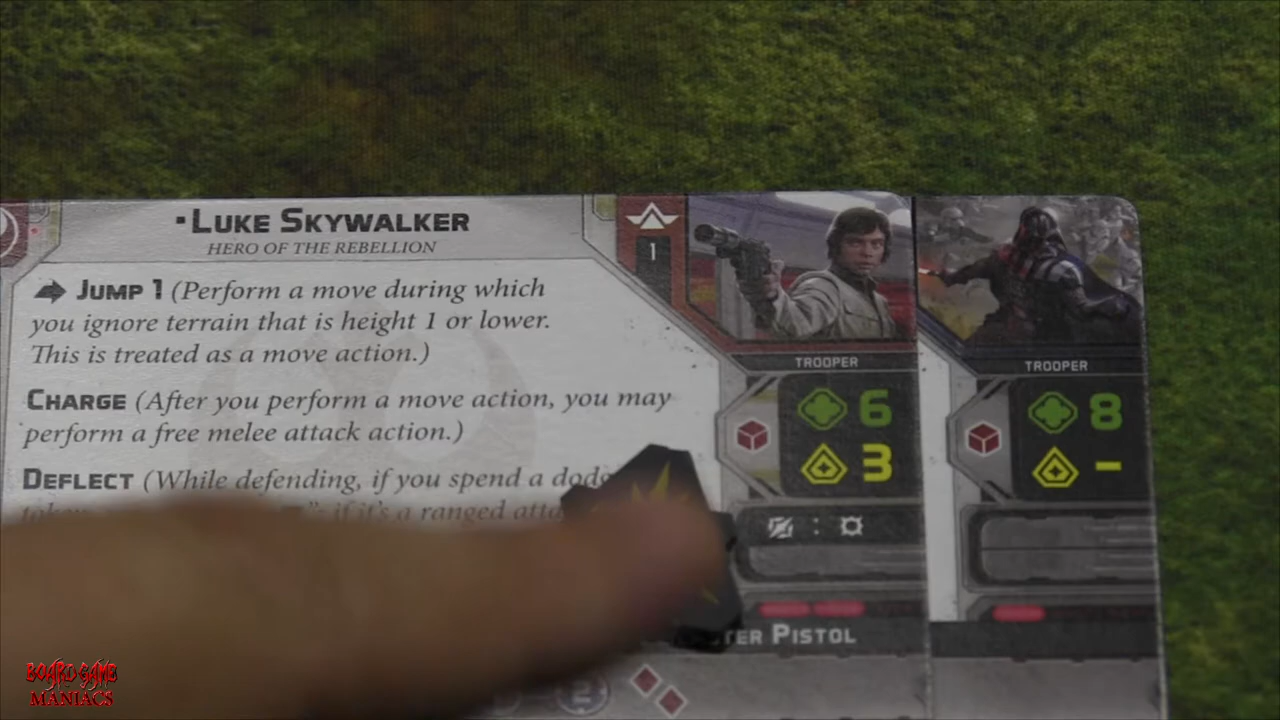 ·Luke Skywalker
Hero of the Rebellion
Jump 1 (Perform a move during which
you ignore terrain that is height 1 or lower.
This is treated as a move action.)
Charge (After you perform a move action, you may
perform a free melee attack action.)
Deflect (While defending, if you spend a
if it's a ranged
1
TROOPER
6
3
:
Pistol
TROOPER
8
–
BOARD GAME
MANIACS